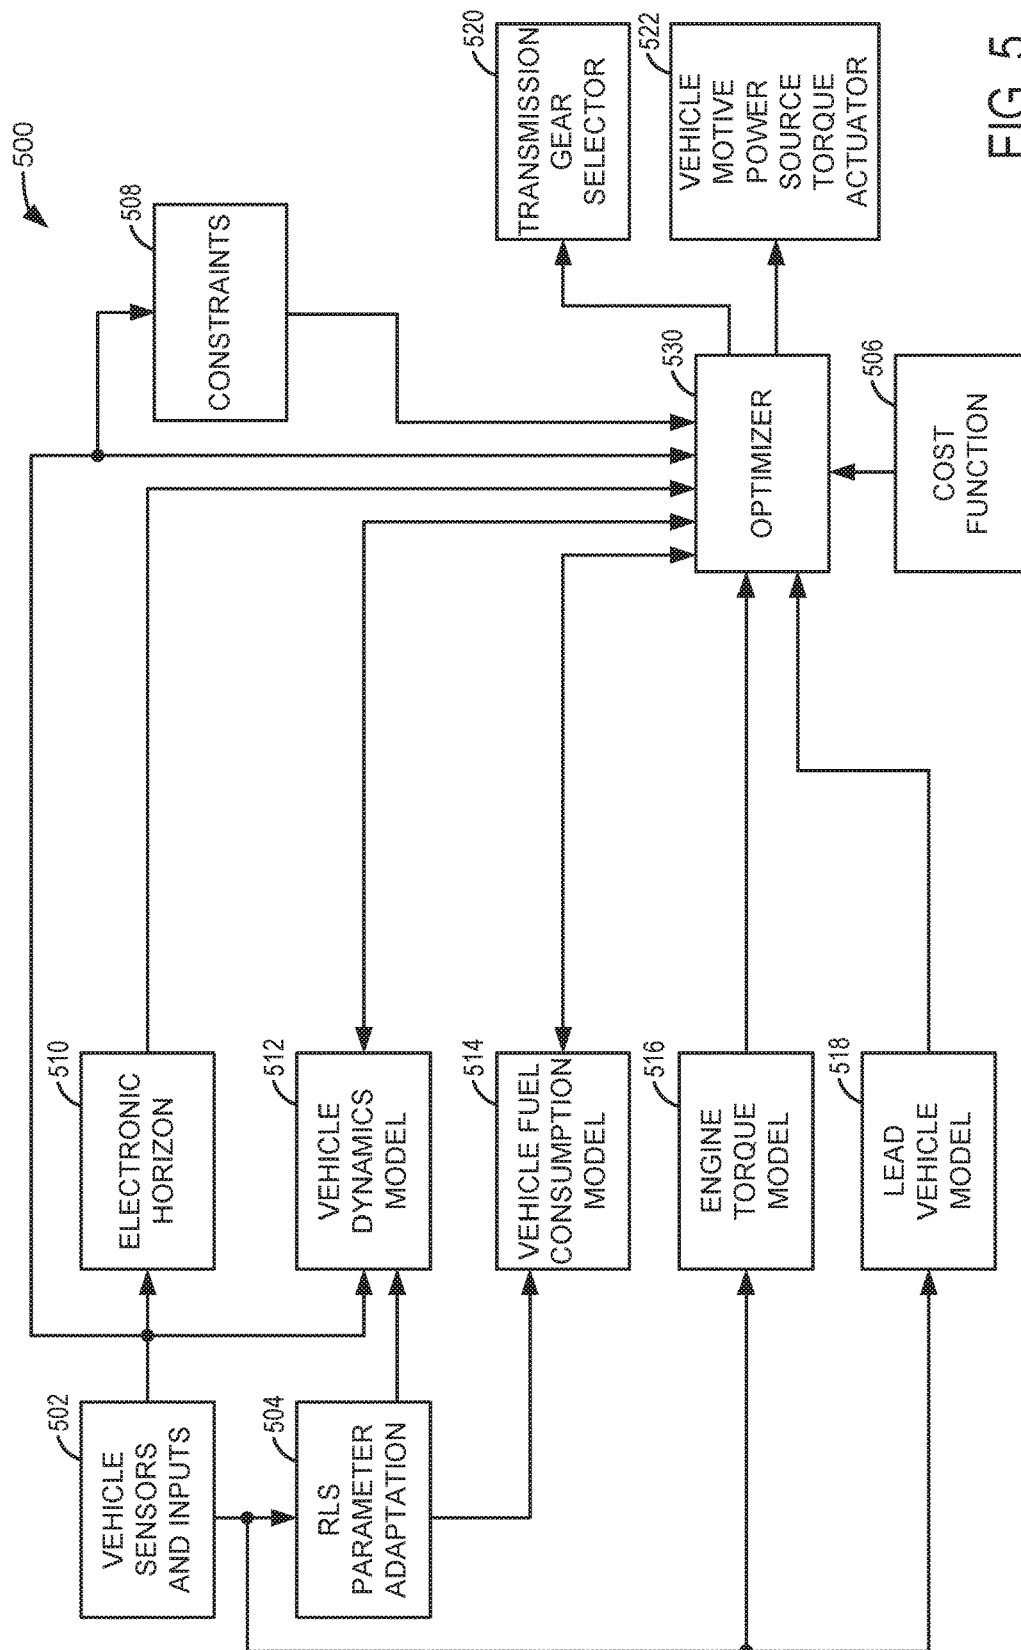 500
502
VEHICLE
SENSORS
AND INPUTS
504
RLS
PARAMETER
ADAPTATION
510
ELECTRONIC
HORIZON
512
VEHICLE
DYNAMICS
MODEL
514
VEHICLE FUEL
CONSUMPTION
MODEL
516
ENGINE
TORQUE
MODEL
518
LEAD
VEHICLE
MODEL
508
CONSTRAINTS
530
OPTIMIZER
506
COST
FUNCTION
520
TRANSMISSION
GEAR
SELECTOR
522
VEHICLE
MOTIVE
POWER
SOURCE
TORQUE
ACTUATOR
FIG. 5